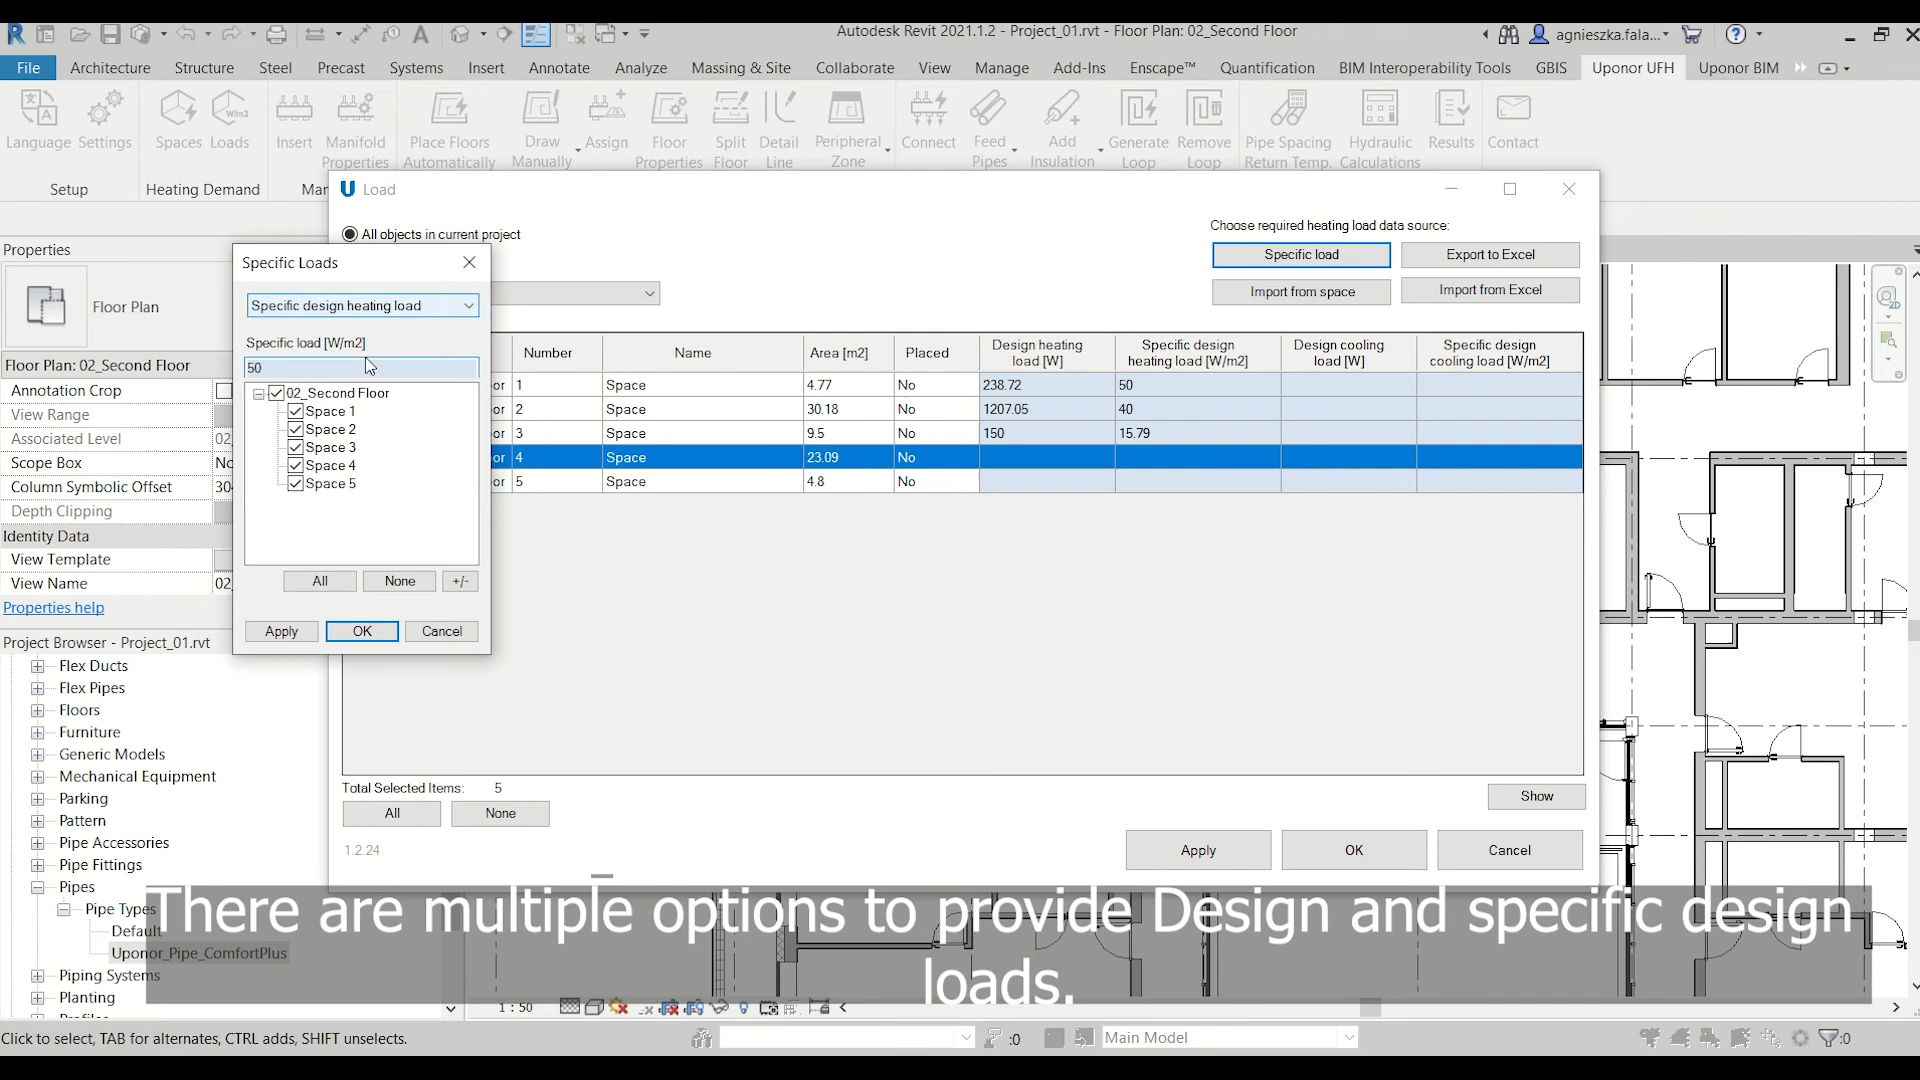 Autodesk Revit 2021.1.2 - Project_01.rvt - Floor Plan: 02_Second Floor
agnieszka.fala...
File Architecture Structure Steel Precast Systems Insert Annotate Analyze Massing & Site Collaborate View Manage Add-Ins Enscape™ Quantification BIM Interoperability Tools GBIS Uponor UFH Uponor BIM
W/m2
Language Settings Spaces Loads Insert Manifold Properties Place Floors Automatically Draw Manually Assign Floor Properties Split Floor Detail Line Peripheral Zone Connect Feed Pipes Add Insulation Generate Loop Remove Loop Pipe Spacing Return Temp. Hydraulic Calculations Results Contact
Setup Heating Demand Mar
U Load
All objects in current project
Choose required heating load data source:
Specific load Export to Excel
Import from space Import from Excel
Properties
Floor Plan
Floor Plan: 02_Second Floor
Annotation Crop
View Range
Associated Level 02_
Scope Box No
Column Symbolic Offset 304
Depth Clipping
Identity Data
View Template
View Name 02_
Properties help
Specific Loads
Specific design heating load
Specific load [W/m2]
50
02_Second Floor
Space 1
Space 2
Space 3
Space 4
Space 5
All None +/-
Apply OK Cancel
Number Name Area [m2] Placed Design heating load [W] Specific design heating load [W/m2] Design cooling load [W] Specific design cooling load [W/m2]
or 1 Space 4.77 No 238.72 50
or 2 Space 30.18 No 1207.05 40
or 3 Space 9.5 No 150 15.79
or 4 Space 23.09 No
or 5 Space 4.8 No
Total Selected Items: 5
All None
Show
1.2.24
Apply OK Cancel
Project Browser - Project_01.rvt
Flex Ducts
Flex Pipes
Floors
Furniture
Generic Models
Mechanical Equipment
Parking
Pattern
Pipe Accessories
Pipe Fittings
Pipes
Pipe Types
Default
Uponor_Pipe_ComfortPlus
Piping Systems
Planting
There are multiple options to provide Design and specific design
loads.
1 : 50
Click to select, TAB for alternates, CTRL adds, SHIFT unselects.
:0
Main Model
:0